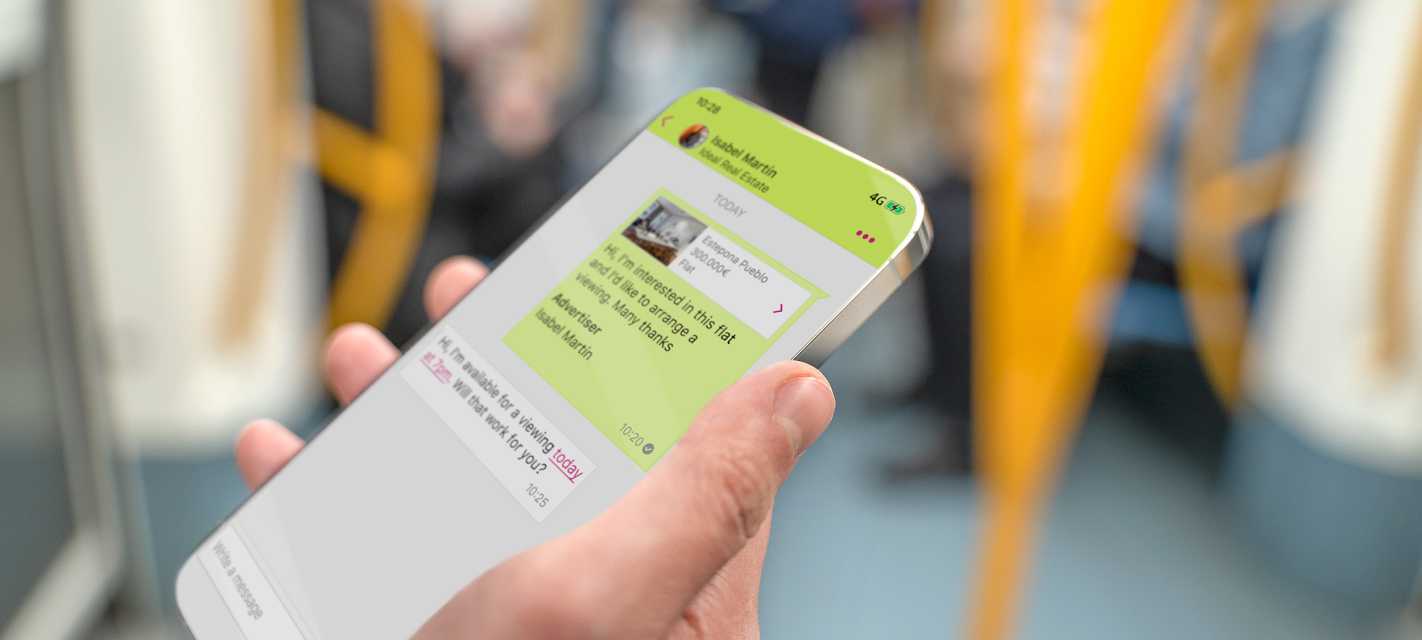 10:28
4G
Isabel Martín
Ideal Real Estate
TODAY
Estepona Pueblo
300.000€
Flat
Hi, I'm interested in this flat
and I'd like to arrange a
viewing. Many thanks
Advertiser
Isabel Martín
10:20
Hi, I'm available for a viewing today
at 7pm. Will that work for you?
10:25
Write a message